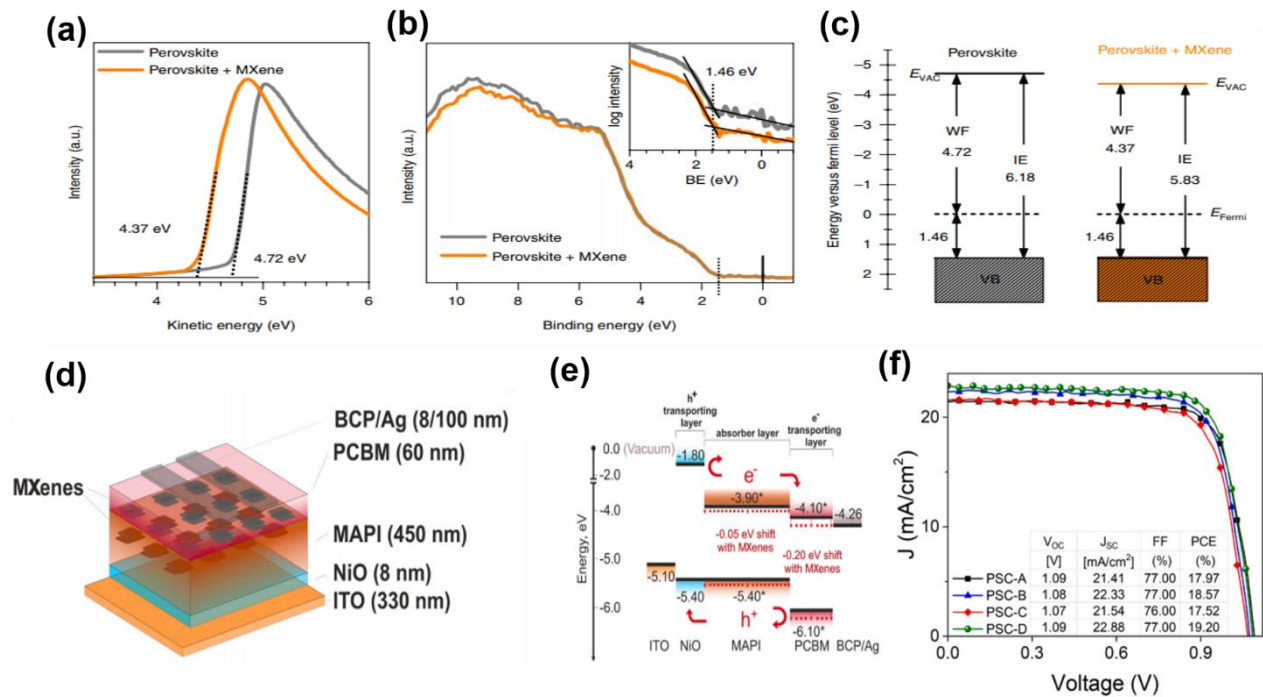 (a)
Perovskite
Perovskite + MXene
Intensity (a.u.)
4.37 eV
4.72 eV
4
5
6
Kinetic energy (eV)
(b)
Intensity (a.u.)
Perovskite
Perovskite + MXene
10
8
6
4
2
0
Binding energy (eV)
log intensity
1.46 eV
4
2
0
BE (eV)
(c)
Energy versus fermi level (eV)
−5
−4
−3
−2
−1
0
1
2
Perovskite
Perovskite + MXene
EVAC
EVAC
WF
4.72
IE
6.18
WF
4.37
IE
5.83
EFermi
1.46
1.46
VB
VB
(d)
MXenes
BCP/Ag (8/100 nm)
PCBM (60 nm)
MAPI (450 nm)
NiO (8 nm)
ITO (330 nm)
(e)
h+
transporting
layer
absorber layer
e-
transporting
layer
0.0 (Vacuum)
-2.0
-4.0
-5.0
-6.0
Energy, eV
-1.80
e-
-3.90*
-4.10*
-4.26
-0.05 eV shift
with MXenes
-0.20 eV shift
with MXenes
-5.10
-5.40
-5.40*
h+
-6.10*
ITO NiO MAPI PCBM BCP/Ag
(f)
J (mA/cm2)
20
10
0
VOC JSC FF PCE
[V] [mA/cm2] (%) (%)
PSC-A 1.09 21.41 77.00 17.97
PSC-B 1.08 22.33 77.00 18.57
PSC-C 1.07 21.54 76.00 17.52
PSC-D 1.09 22.88 77.00 19.20
0.0 0.3 0.6 0.9
Voltage (V)